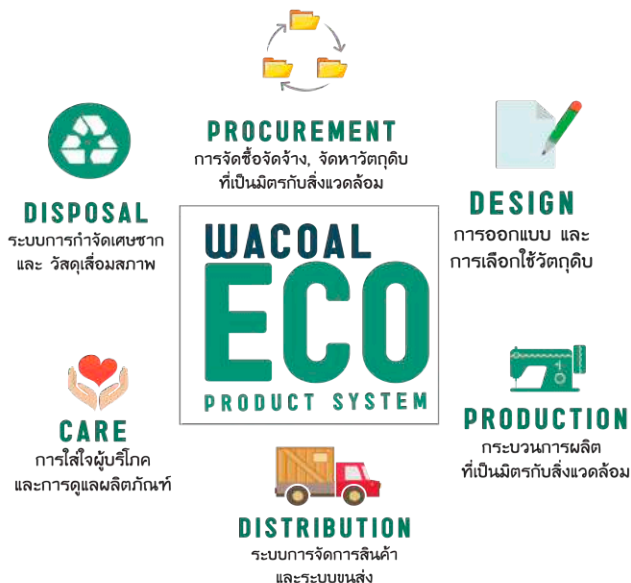 PROCUREMENT
การจัดซื้อจัดจ้าง, จัดหาวัตถุดิบ
ที่เป็นมิตรกับสิ่งแวดล้อม
DESIGN
การออกแบบ และ
การเลือกใช้วัตถุดิบ
PRODUCTION
กระบวนการผลิต
ที่เป็นมิตรกับสิ่งแวดล้อม
DISTRIBUTION
ระบบการจัดการสินค้า
และระบบขนส่ง
CARE
การใส่ใจผู้บริโภค
และการดูแลผลิตภัณฑ์
DISPOSAL
ระบบการกำจัดเศษซาก
และ วัสดุเสื่อมสภาพ
WACOAL
ECO
PRODUCT SYSTEM